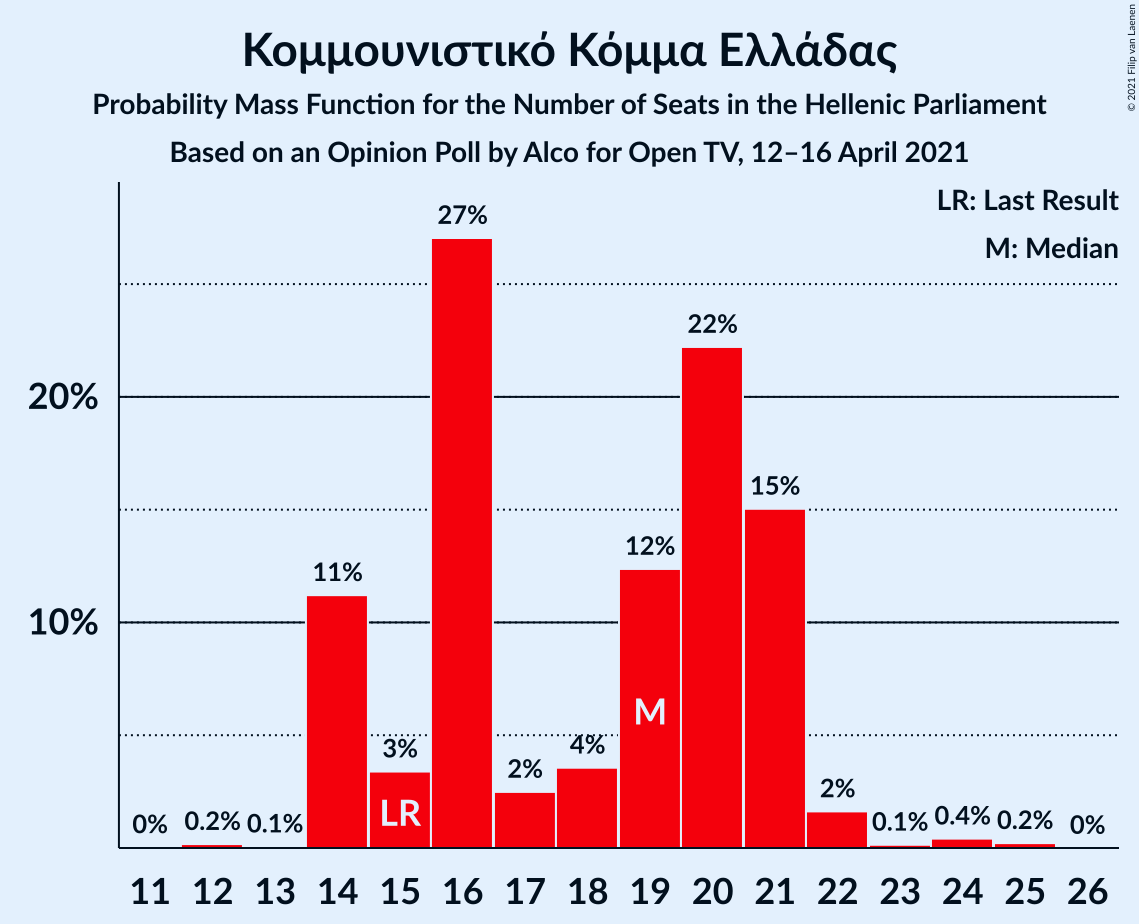 Κομμουνιστικό Κόμμα Ελλάδας
Probability Mass Function for the Number of Seats in the Hellenic Parliament
Based on an Opinion Poll by Alco for Open TV, 12–16 April 2021
© 2021 Filip van Laenen
LR: Last Result
M: Median
27%
22%
20%
15%
12%
11%
10%
M
3%
4%
2%
2%
LR
0%
0.2%
0.1%
0.1%
0.4%
0.2%
0%
11 12 13 14 15 16 17 18 19 20 21 22 23 24 25 26